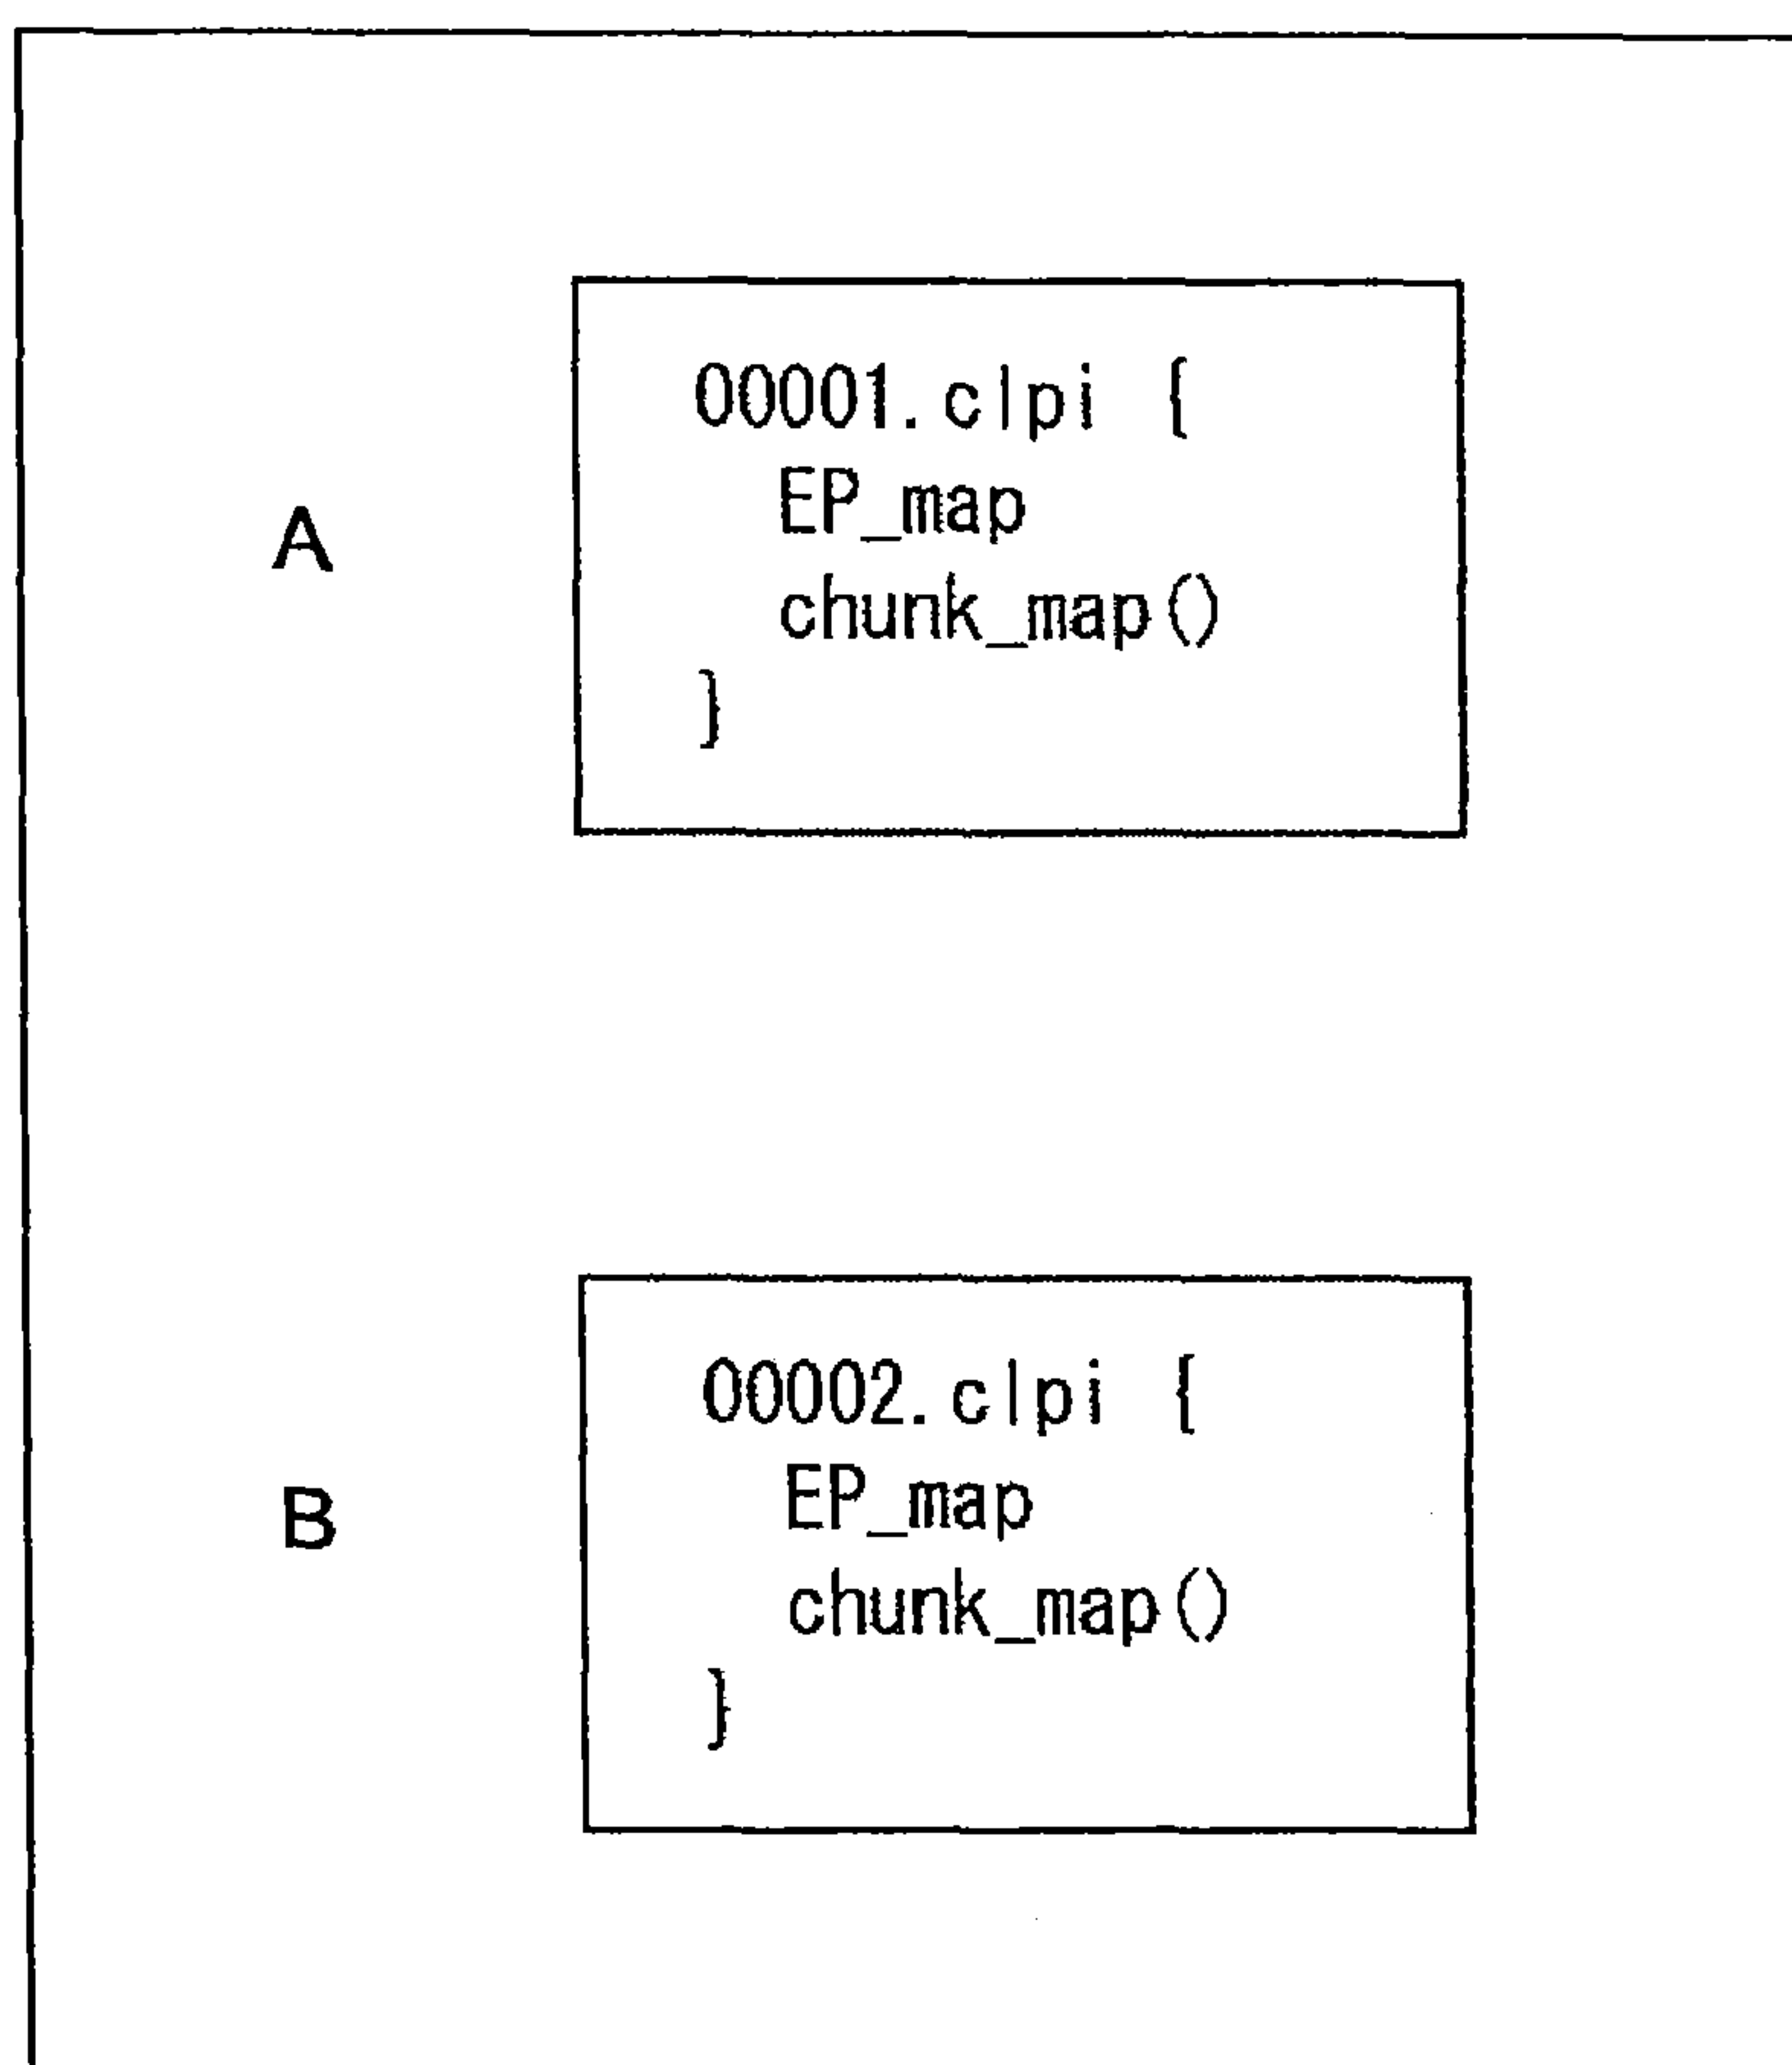 A
00001.clpi {
EP_map
chunk_map()
}
B
00002.clpi {
EP_map
chunk_map()
}